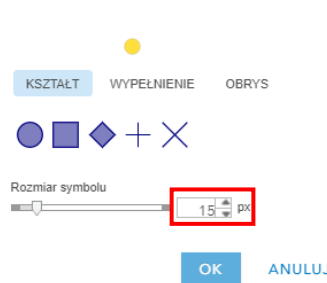 KSZTAŁT WYPEŁNIENIE OBRYS
Rozmiar symbolu
15 px
OK ANULUJ